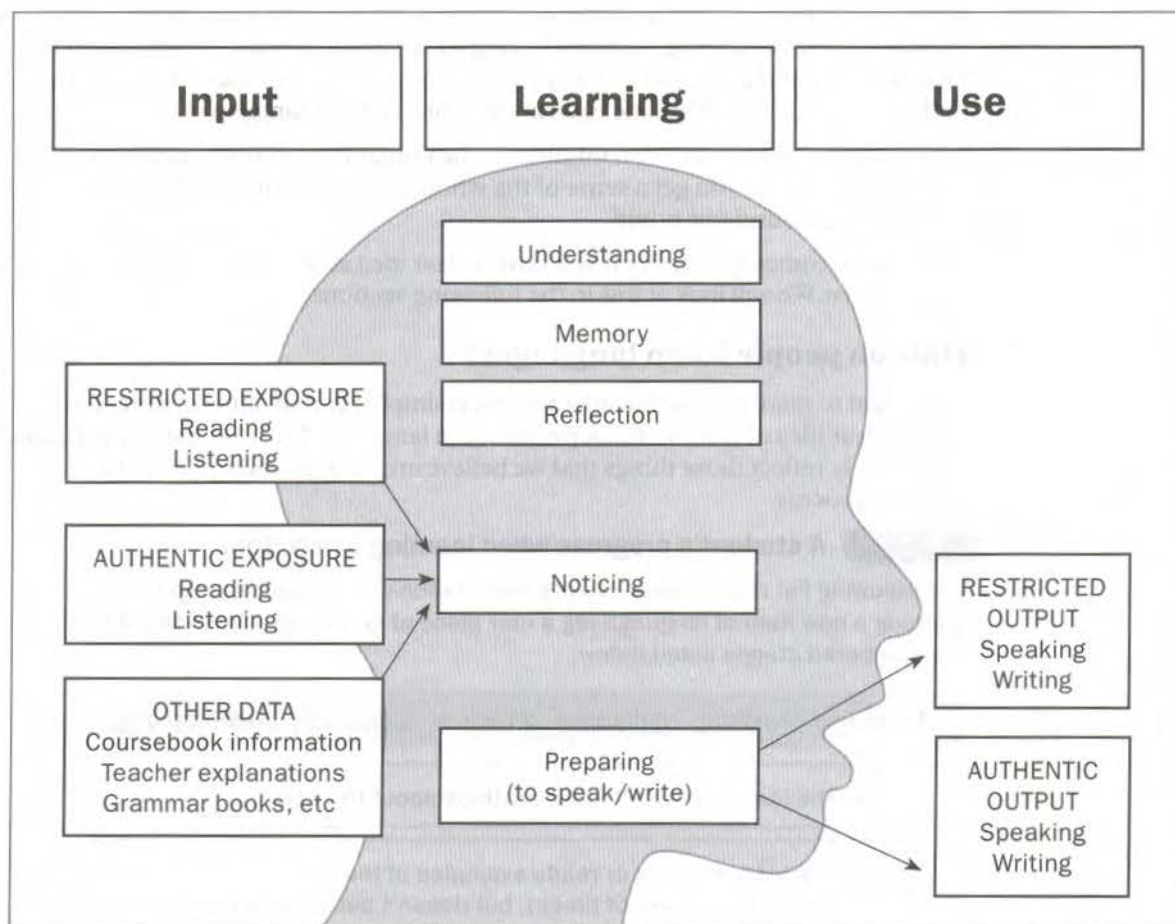 Input
Learning
Use
Understanding
Memory
Reflection
RESTRICTED EXPOSURE
Reading
Listening
AUTHENTIC EXPOSURE
Reading
Listening
OTHER DATA
Coursebook information
Teacher explanations
Grammar books, etc
Noticing
Preparing
(to speak/write)
RESTRICTED
OUTPUT
Speaking
Writing
AUTHENTIC
OUTPUT
Speaking
Writing